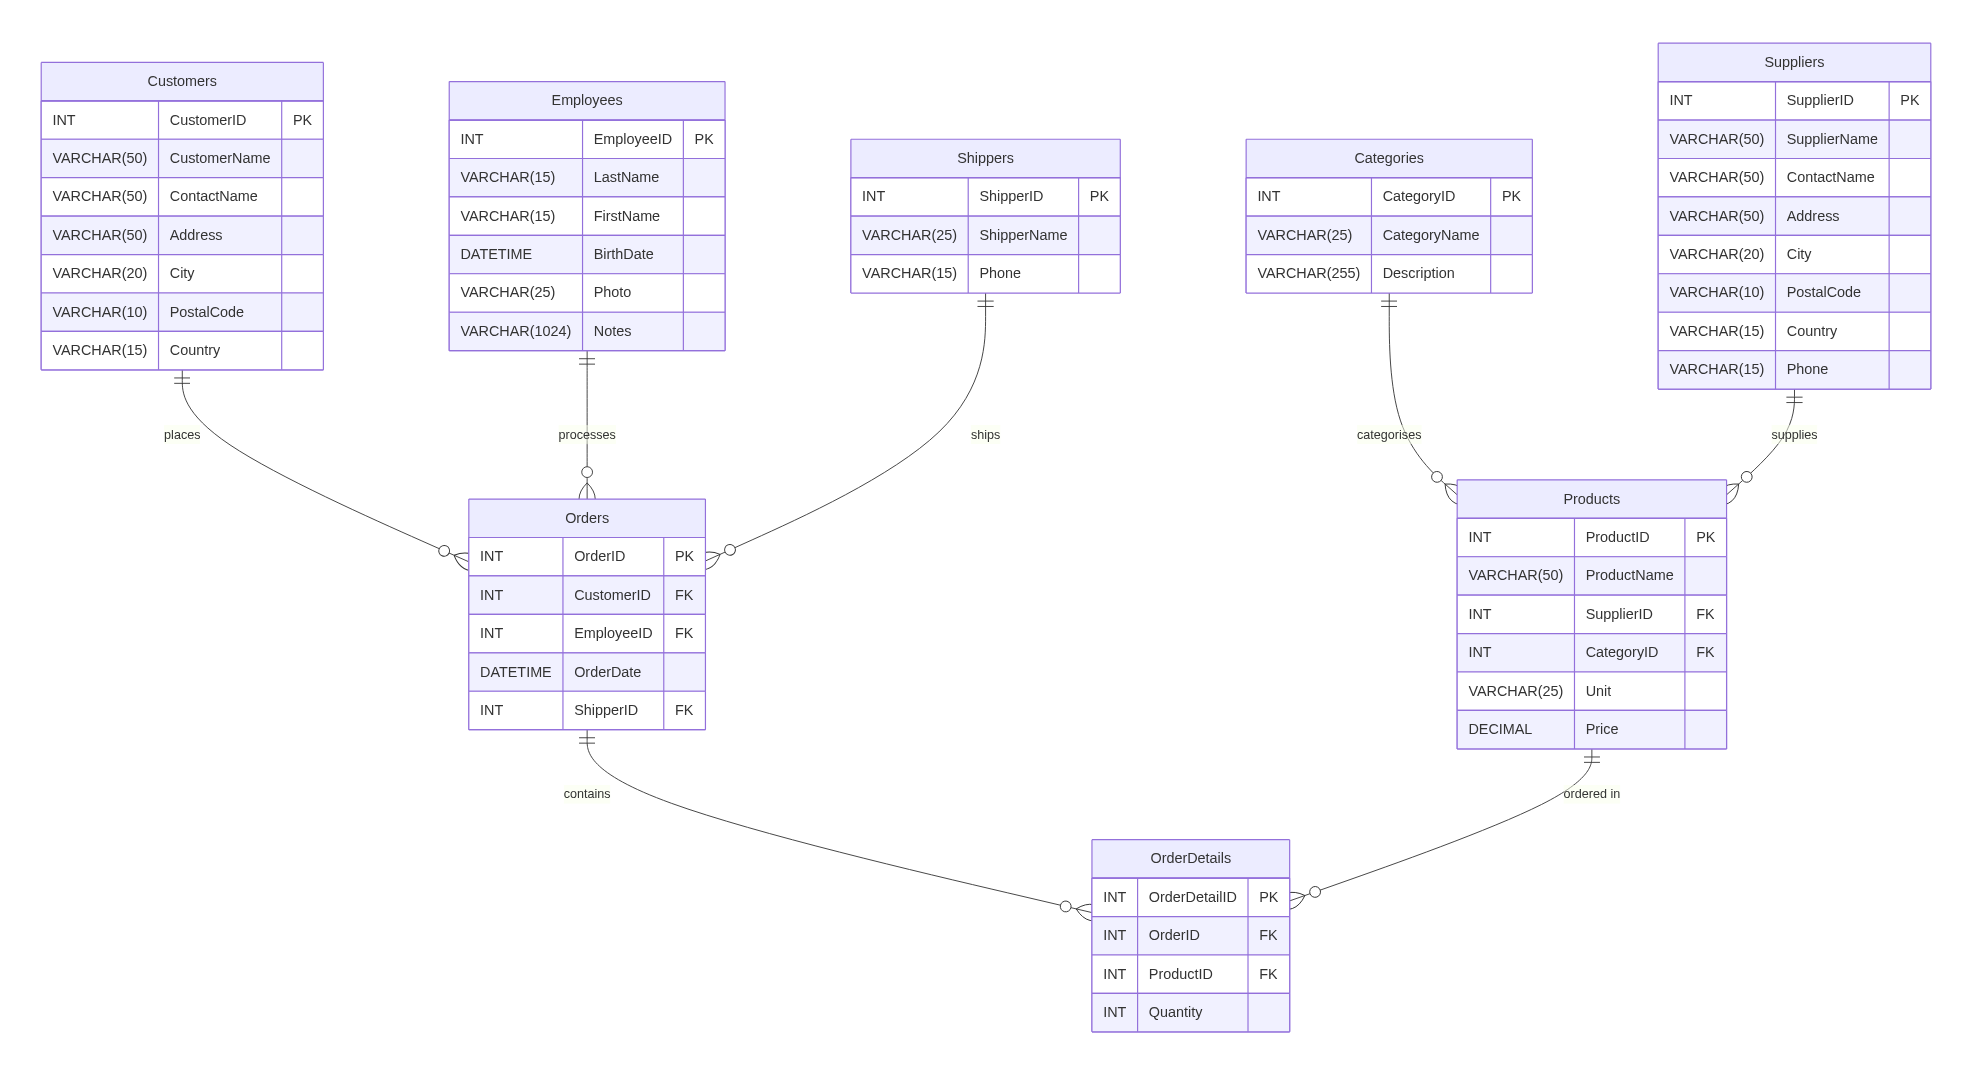 Customers
INT CustomerID PK
VARCHAR(50) CustomerName
VARCHAR(50) ContactName
VARCHAR(50) Address
VARCHAR(20) City
VARCHAR(10) PostalCode
VARCHAR(15) Country
Employees
INT EmployeeID PK
VARCHAR(15) LastName
VARCHAR(15) FirstName
DATETIME BirthDate
VARCHAR(25) Photo
VARCHAR(1024) Notes
Shippers
INT ShipperID PK
VARCHAR(25) ShipperName
VARCHAR(15) Phone
Categories
INT CategoryID PK
VARCHAR(25) CategoryName
VARCHAR(255) Description
Suppliers
INT SupplierID PK
VARCHAR(50) SupplierName
VARCHAR(50) ContactName
VARCHAR(50) Address
VARCHAR(20) City
VARCHAR(10) PostalCode
VARCHAR(15) Country
VARCHAR(15) Phone
places
processes
ships
categorises
supplies
Orders
INT OrderID PK
INT CustomerID FK
INT EmployeeID FK
DATETIME OrderDate
INT ShipperID FK
Products
INT ProductID PK
VARCHAR(50) ProductName
INT SupplierID FK
INT CategoryID FK
VARCHAR(25) Unit
DECIMAL Price
contains
ordered in
OrderDetails
INT OrderDetailID PK
INT OrderID FK
INT ProductID FK
INT Quantity